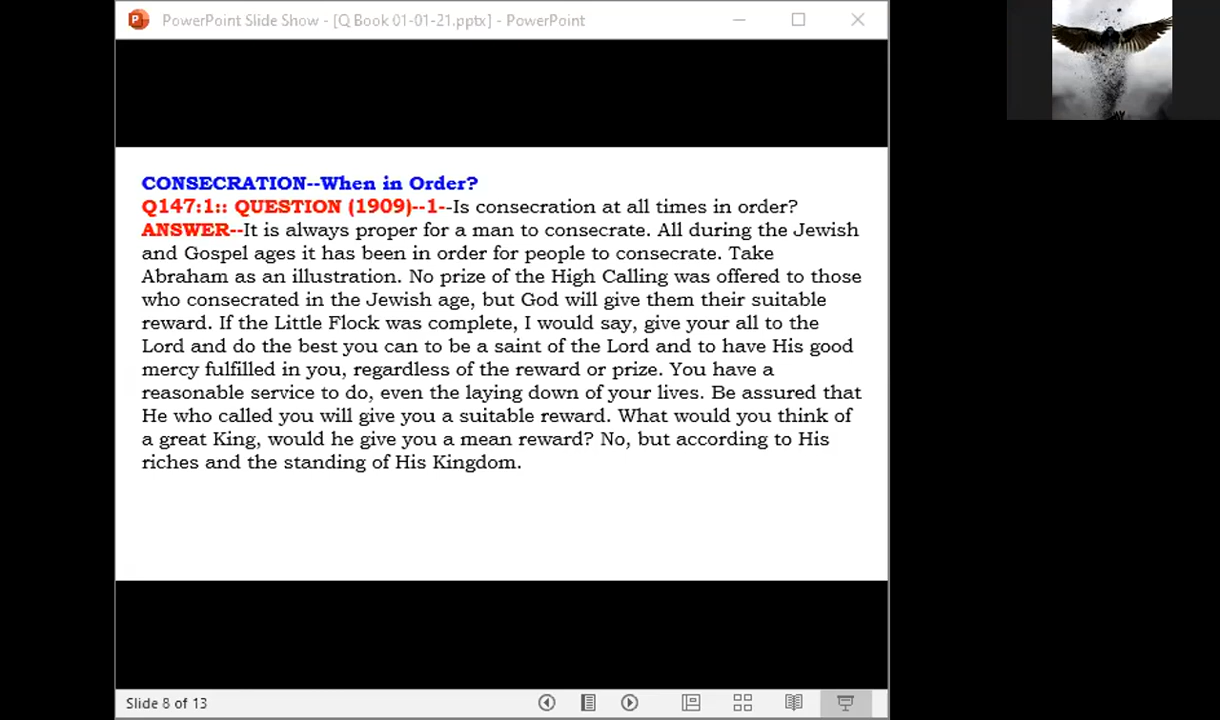 PowerPoint Slide Show - [Q Book 01-01-21.pptx] - PowerPoint
CONSECRATION--When in Order?
Q147:1:: QUESTION (1909)--1--Is consecration at all times in order?
ANSWER--It is always proper for a man to consecrate. All during the Jewish
and Gospel ages it has been in order for people to consecrate. Take
Abraham as an illustration. No prize of the High Calling was offered to those
who consecrated in the Jewish age, but God will give them their suitable
reward. If the Little Flock was complete, I would say, give your all to the
Lord and do the best you can to be a saint of the Lord and to have His good
mercy fulfilled in you, regardless of the reward or prize. You have a
reasonable service to do, even the laying down of your lives. Be assured that
He who called you will give you a suitable reward. What would you think of
a great King, would he give you a mean reward? No, but according to His
riches and the standing of His Kingdom.
Slide 8 of 13